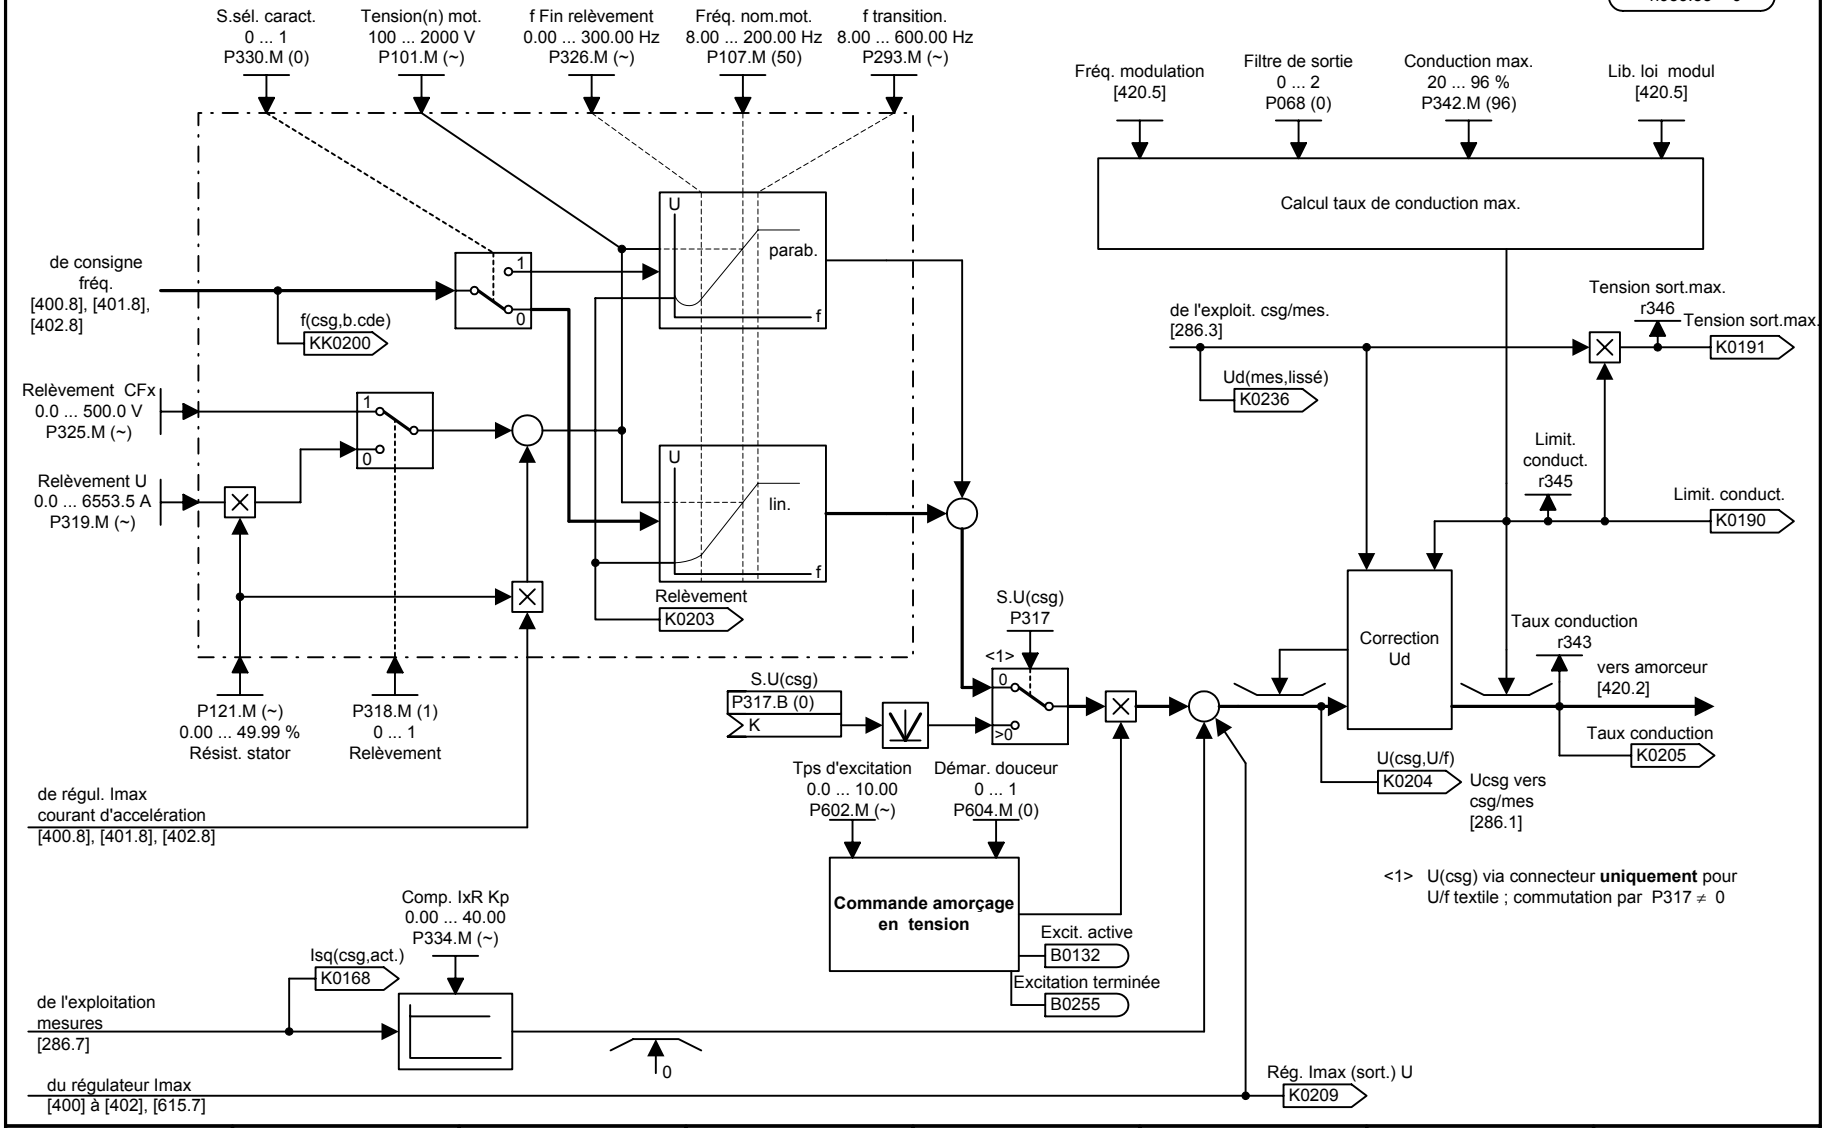 S.sél. caract.
0 ... 1
P330.M (0)
Tension(n) mot.
100 ... 2000 V
P101.M (~)
f Fin relèvement
0.00 ... 300.00 Hz
P326.M (~)
Fréq. nom.mot.
8.00 ... 200.00 Hz
P107.M (50)
f transition.
8.00 ... 600.00 Hz
P293.M (~)
Fréq. modulation
[420.5]
Filtre de sortie
0 ... 2
P068 (0)
Conduction max.
20 ... 96 %
P342.M (96)
Lib. loi modul
[420.5]
Calcul taux de conduction max.
U
parab.
f
1
0
de consigne
fréq.
[400.8], [401.8],
[402.8]
f(csg,b.cde)
KK0200
de l'exploit. csg/mes.
[286.3]
Tension sort.max.
r346
Tension sort.max.
K0191
Ud(mes,lissé)
K0236
Relèvement CFx
0.0 ... 500.0 V
P325.M (~)
1
0
Relèvement U
0.0 ... 6553.5 A
P319.M (~)
U
lin.
f
Limit.
conduct.
r345
Limit. conduct.
K0190
Relèvement
K0203
S.U(csg)
P317
<1>
0
>0
Correction
Ud
Taux conduction
r343
vers amorceur
[420.2]
Taux conduction
K0205
P121.M (~)
0.00 ... 49.99 %
Résist. stator
P318.M (1)
0 ... 1
Relèvement
S.U(csg)
P317.B (0)
K
U(csg,U/f)
K0204
Ucsg vers
csg/mes
[286.1]
de régul. Imax
courant d'accelération
[400.8], [401.8], [402.8]
Tps d'excitation
0.0 ... 10.00
P602.M (~)
Démar. douceur
0 ... 1
P604.M (0)
Commande amorçage
en tension
Excit. active
B0132
Excitation terminée
B0255
<1> U(csg) via connecteur uniquement pour
U/f textile ; commutation par P317 ≠ 0
Comp. IxR Kp
0.00 ... 40.00
P334.M (~)
Isq(csg,act.)
K0168
de l'exploitation
mesures
[286.7]
0
du régulateur Imax
[400] à [402], [615.7]
Rég. Imax (sort.) U
K0209